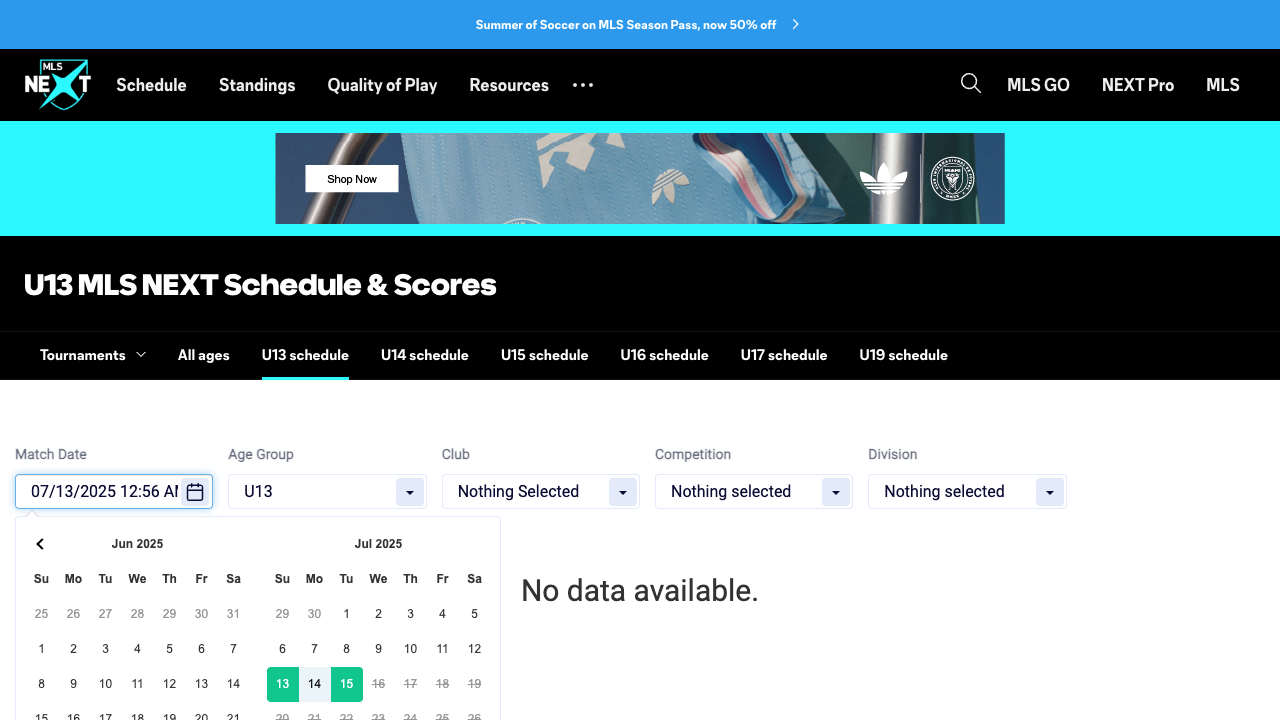 Summer of Soccer on MLS Season Pass, now 50% off
MLS
NEXT
Schedule
Standings
Quality of Play
Resources
MLS GO
NEXT Pro
MLS
Shop Now
MIAMI
U13 MLS NEXT Schedule & Scores
Tournaments
All ages
U13 schedule
U14 schedule
U15 schedule
U16 schedule
U17 schedule
U19 schedule
Match Date
Age Group
Club
Competition
Division
07/13/2025 12:56 AM
U13
Nothing Selected
Nothing selected
Nothing selected
Jun 2025
Jul 2025
Su Mo Tu We Th Fr Sa
Su Mo Tu We Th Fr Sa
25 26 27 28 29 30 31
29 30 1 2 3 4 5
1 2 3 4 5 6 7
6 7 8 9 10 11 12
8 9 10 11 12 13 14
13 14 15 16 17 18 19
15 16 17 18 19 20 21
20 21 22 23 24 25 26
No data available.